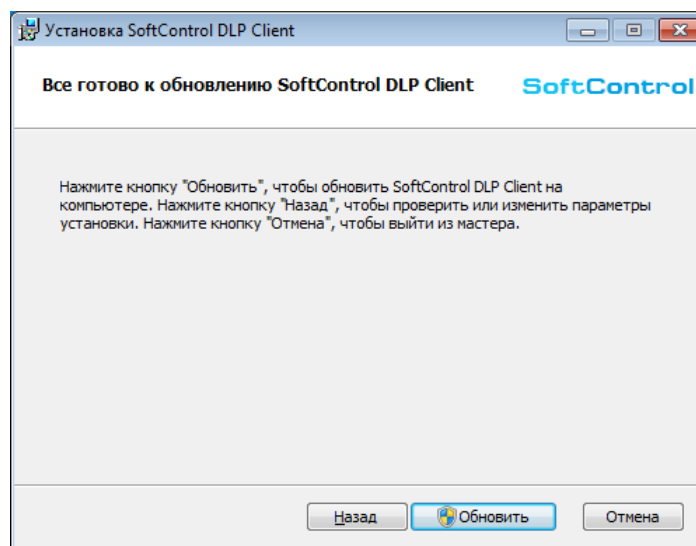 Установка SoftControl DLP Client
Все готово к обновлению SoftControl DLP Client
SoftControl
Нажмите кнопку "Обновить", чтобы обновить SoftControl DLP Client на
компьютере. Нажмите кнопку "Назад", чтобы проверить или изменить параметры
установки. Нажмите кнопку "Отмена", чтобы выйти из мастера.
Назад
Обновить
Отмена